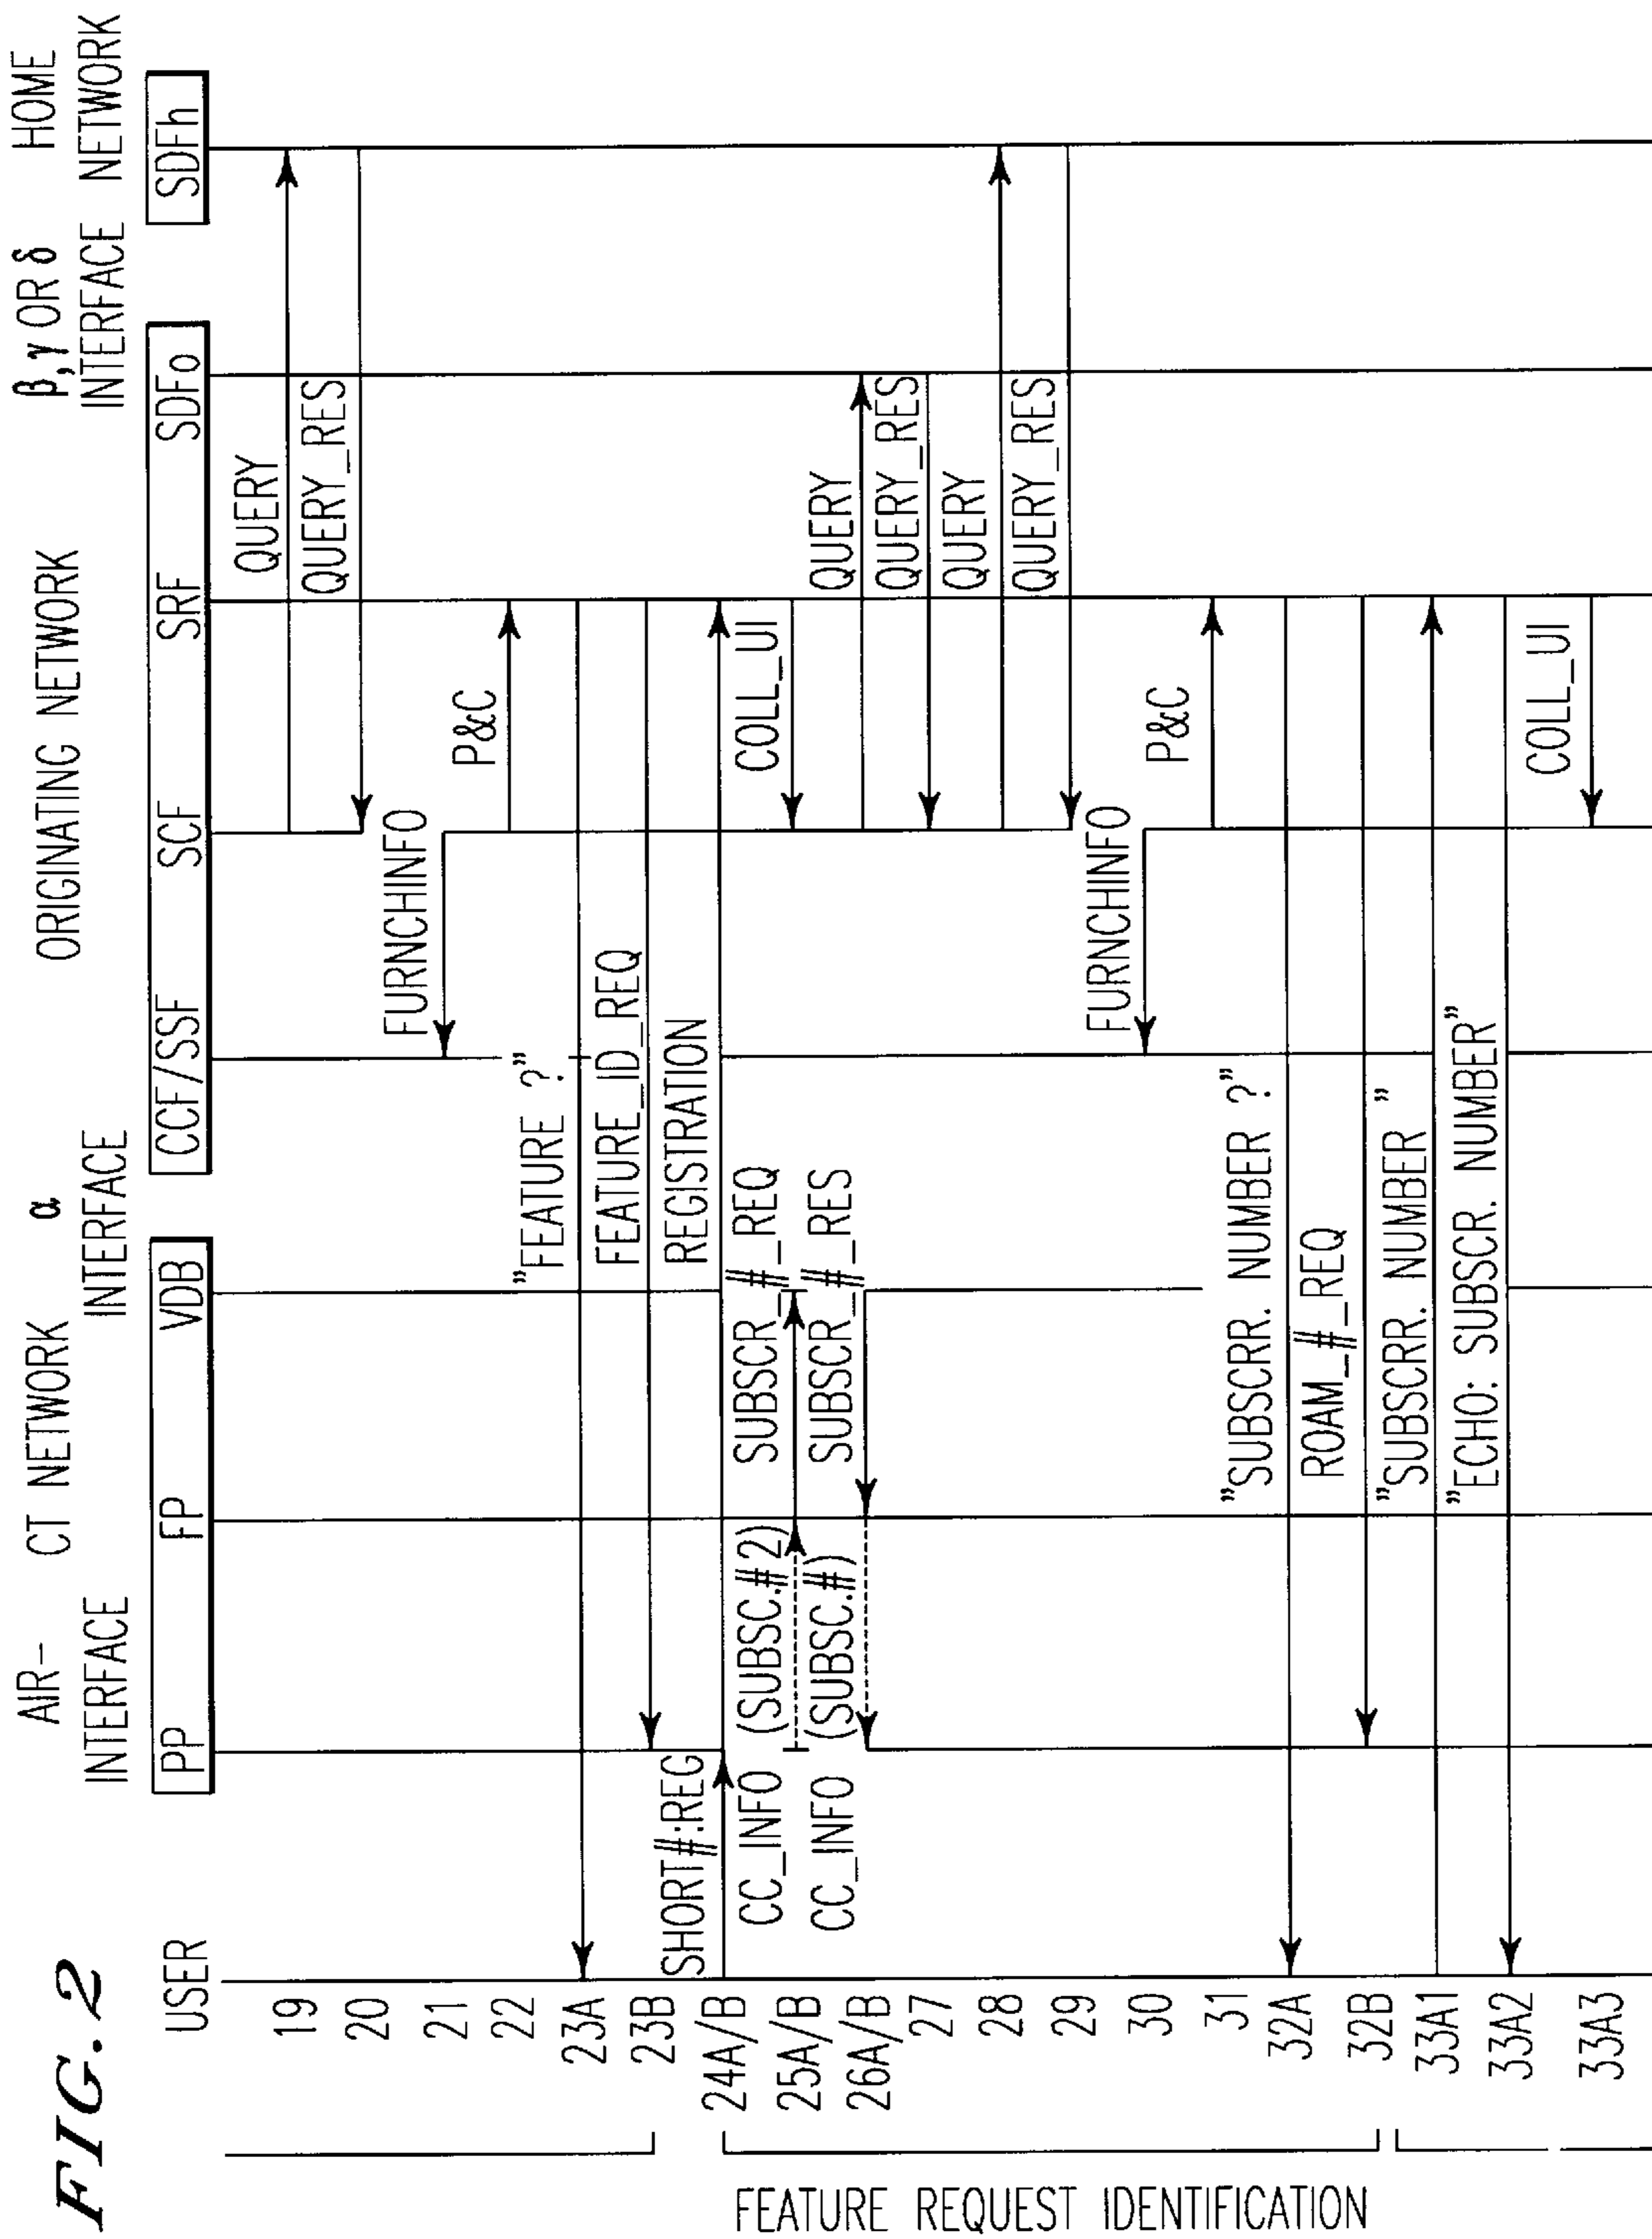 FIG.2
AIR-
INTERFACE
CT NETWORK
α
INTERFACE
ORIGINATING NETWORK
β,γ OR δ
INTERFACE
HOME
NETWORK
USER
PP
FP
VDB
CCF/SSF
SCF
SRF
SDFo
SDFh
19
QUERY
20
QUERY_RES
21
FURNCHINFO
22
P&C
23A
"FEATURE ?"
23B
FEATURE_ID_REQ
24A/B
SHORT#:REG
REGISTRATION
25A/B
CC_INFO (SUBSC.#2)
SUBSCR_#_REQ
COLL_UI
26A/B
CC_INFO (SUBSC.#)
SUBSCR_#_RES
QUERY
27
QUERY_RES
28
QUERY
29
QUERY_RES
30
FURNCHINFO
31
P&C
32A
"SUBSCRR. NUMBER ?"
32B
ROAM_#_REQ
33A1
"SUBSCRR. NUMBER "
33A2
"ECHO: SUBSCR. NUMBER"
33A3
COLL_UI
FEATURE REQUEST IDENTIFICATION